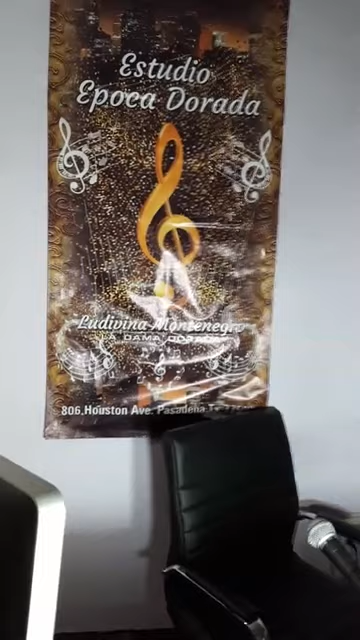 Estudio
Epoca Dorada
Ludivina Montenegro
LA DAMA DORADA
806 Houston Ave. Pasadena Tx